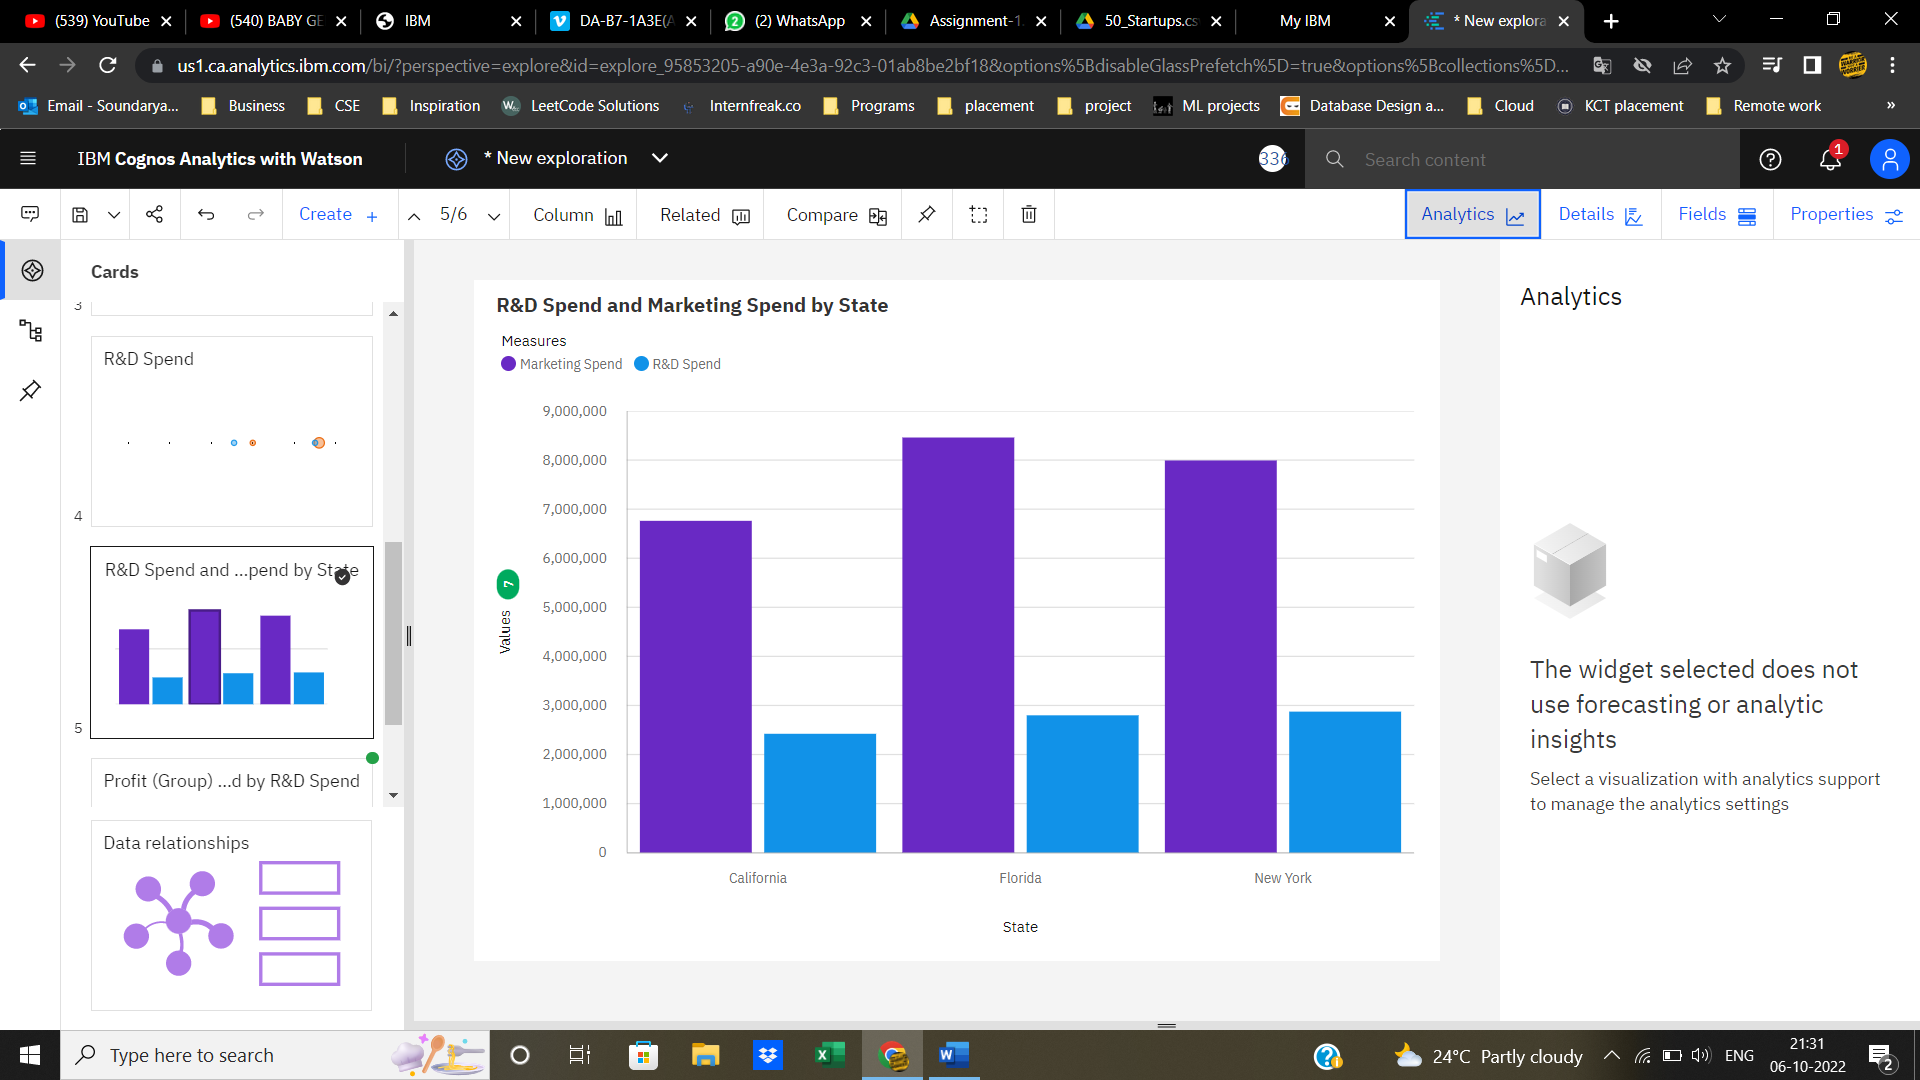 (539) YouTube
(540) BABY GE
IBM
DA-B7-1A3E(A
(2) WhatsApp
Assignment-1.
50_Startups.cs
My IBM
* New explora
us1.ca.analytics.ibm.com/bi/?perspective=explore&id=explore_95853205-a90e-4e3a-92c3-01ab8be2bf18&options%5BdisableGlassPrefetch%5D=true&options%5Bcollections%5D...
Email - Soundarya...
Business
CSE
Inspiration
LeetCode Solutions
Internfreak.co
Programs
placement
project
ML projects
Database Design a...
Cloud
KCT placement
Remote work
»
IBM Cognos Analytics with Watson
* New exploration
336
Search content
1
Create +
5/6
Column
Related
Compare
Analytics
Details
Fields
Properties
Cards
3
R&D Spend
4
R&D Spend and ...pend by State
5
Profit (Group) ...d by R&D Spend
Data relationships
R&D Spend and Marketing Spend by State
Measures
Marketing Spend
R&D Spend
9,000,000
8,000,000
7,000,000
6,000,000
5,000,000
4,000,000
3,000,000
2,000,000
1,000,000
0
Values
7
California
Florida
New York
State
Analytics
The widget selected does not
use forecasting or analytic
insights
Select a visualization with analytics support
to manage the analytics settings
Type here to search
24°C Partly cloudy
ENG
21:31
06-10-2022
2